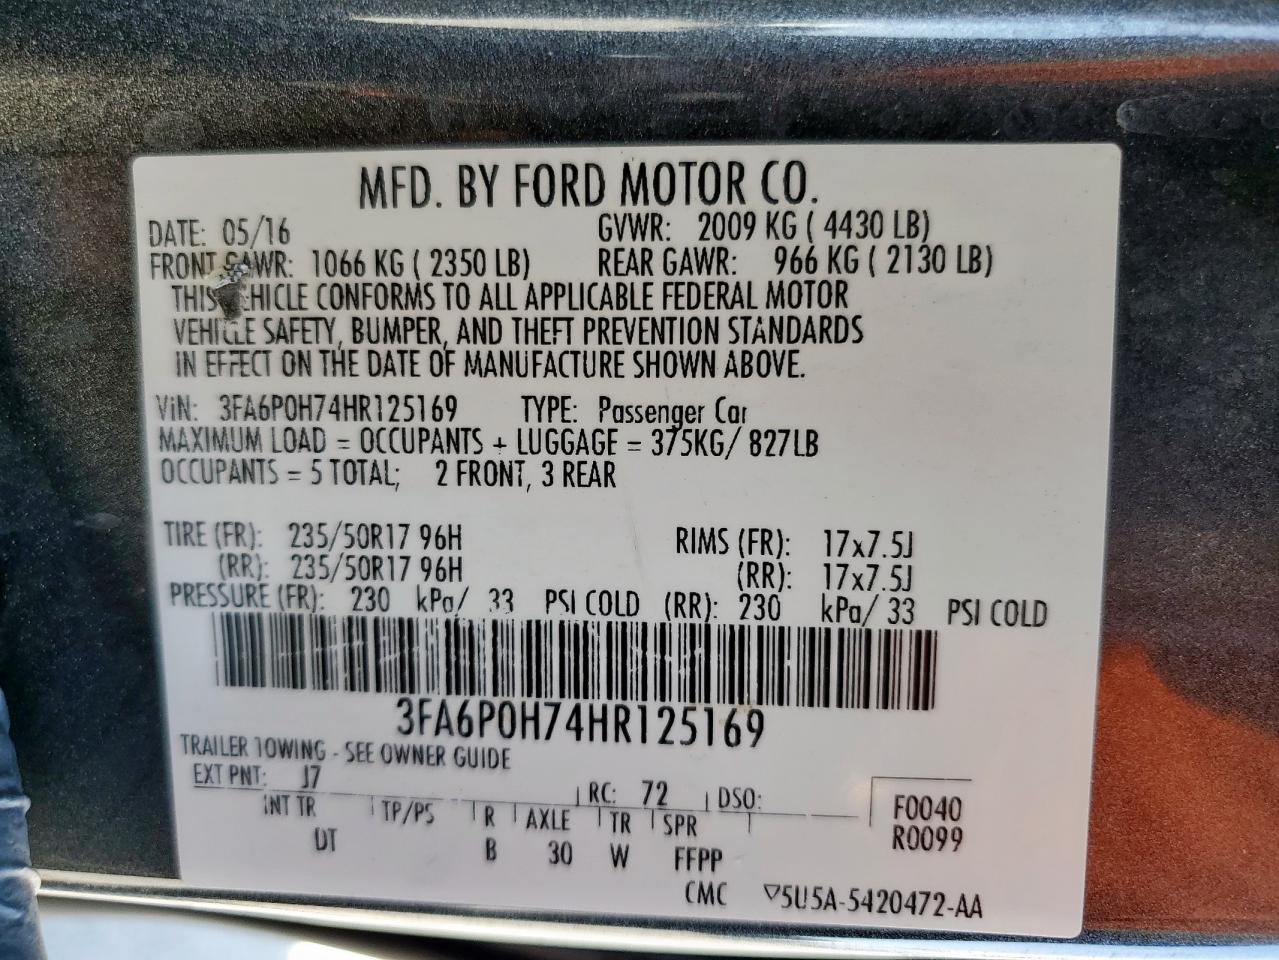 MFD. BY FORD MOTOR CO.
DATE: 05/16 GVWR: 2009 KG ( 4430 LB)
FRONT GAWR: 1066 KG ( 2350 LB) REAR GAWR: 966 KG ( 2130 LB)
THIS VEHICLE CONFORMS TO ALL APPLICABLE FEDERAL MOTOR
VEHICLE SAFETY, BUMPER, AND THEFT PREVENTION STANDARDS
IN EFFECT ON THE DATE OF MANUFACTURE SHOWN ABOVE.
VIN: 3FA6P0H74HR125169 TYPE: Passenger Car
MAXIMUM LOAD = OCCUPANTS + LUGGAGE = 375KG/ 827LB
OCCUPANTS = 5 TOTAL; 2 FRONT, 3 REAR
TIRE (FR): 235/50R17 96H RIMS (FR): 17x7.5J
(RR): 235/50R17 96H (RR): 17x7.5J
PRESSURE (FR): 230 kPa/ 33 PSI COLD (RR): 230 kPa/ 33 PSI COLD
3FA6P0H74HR125169
TRAILER TOWING - SEE OWNER GUIDE
EXT PNT: J7 RC: 72 DSO: F0040
INT TR TP/PS R AXLE TR SPR R0099
DT B 30 W FFPP
CMC ▽5U5A-5420472-AA